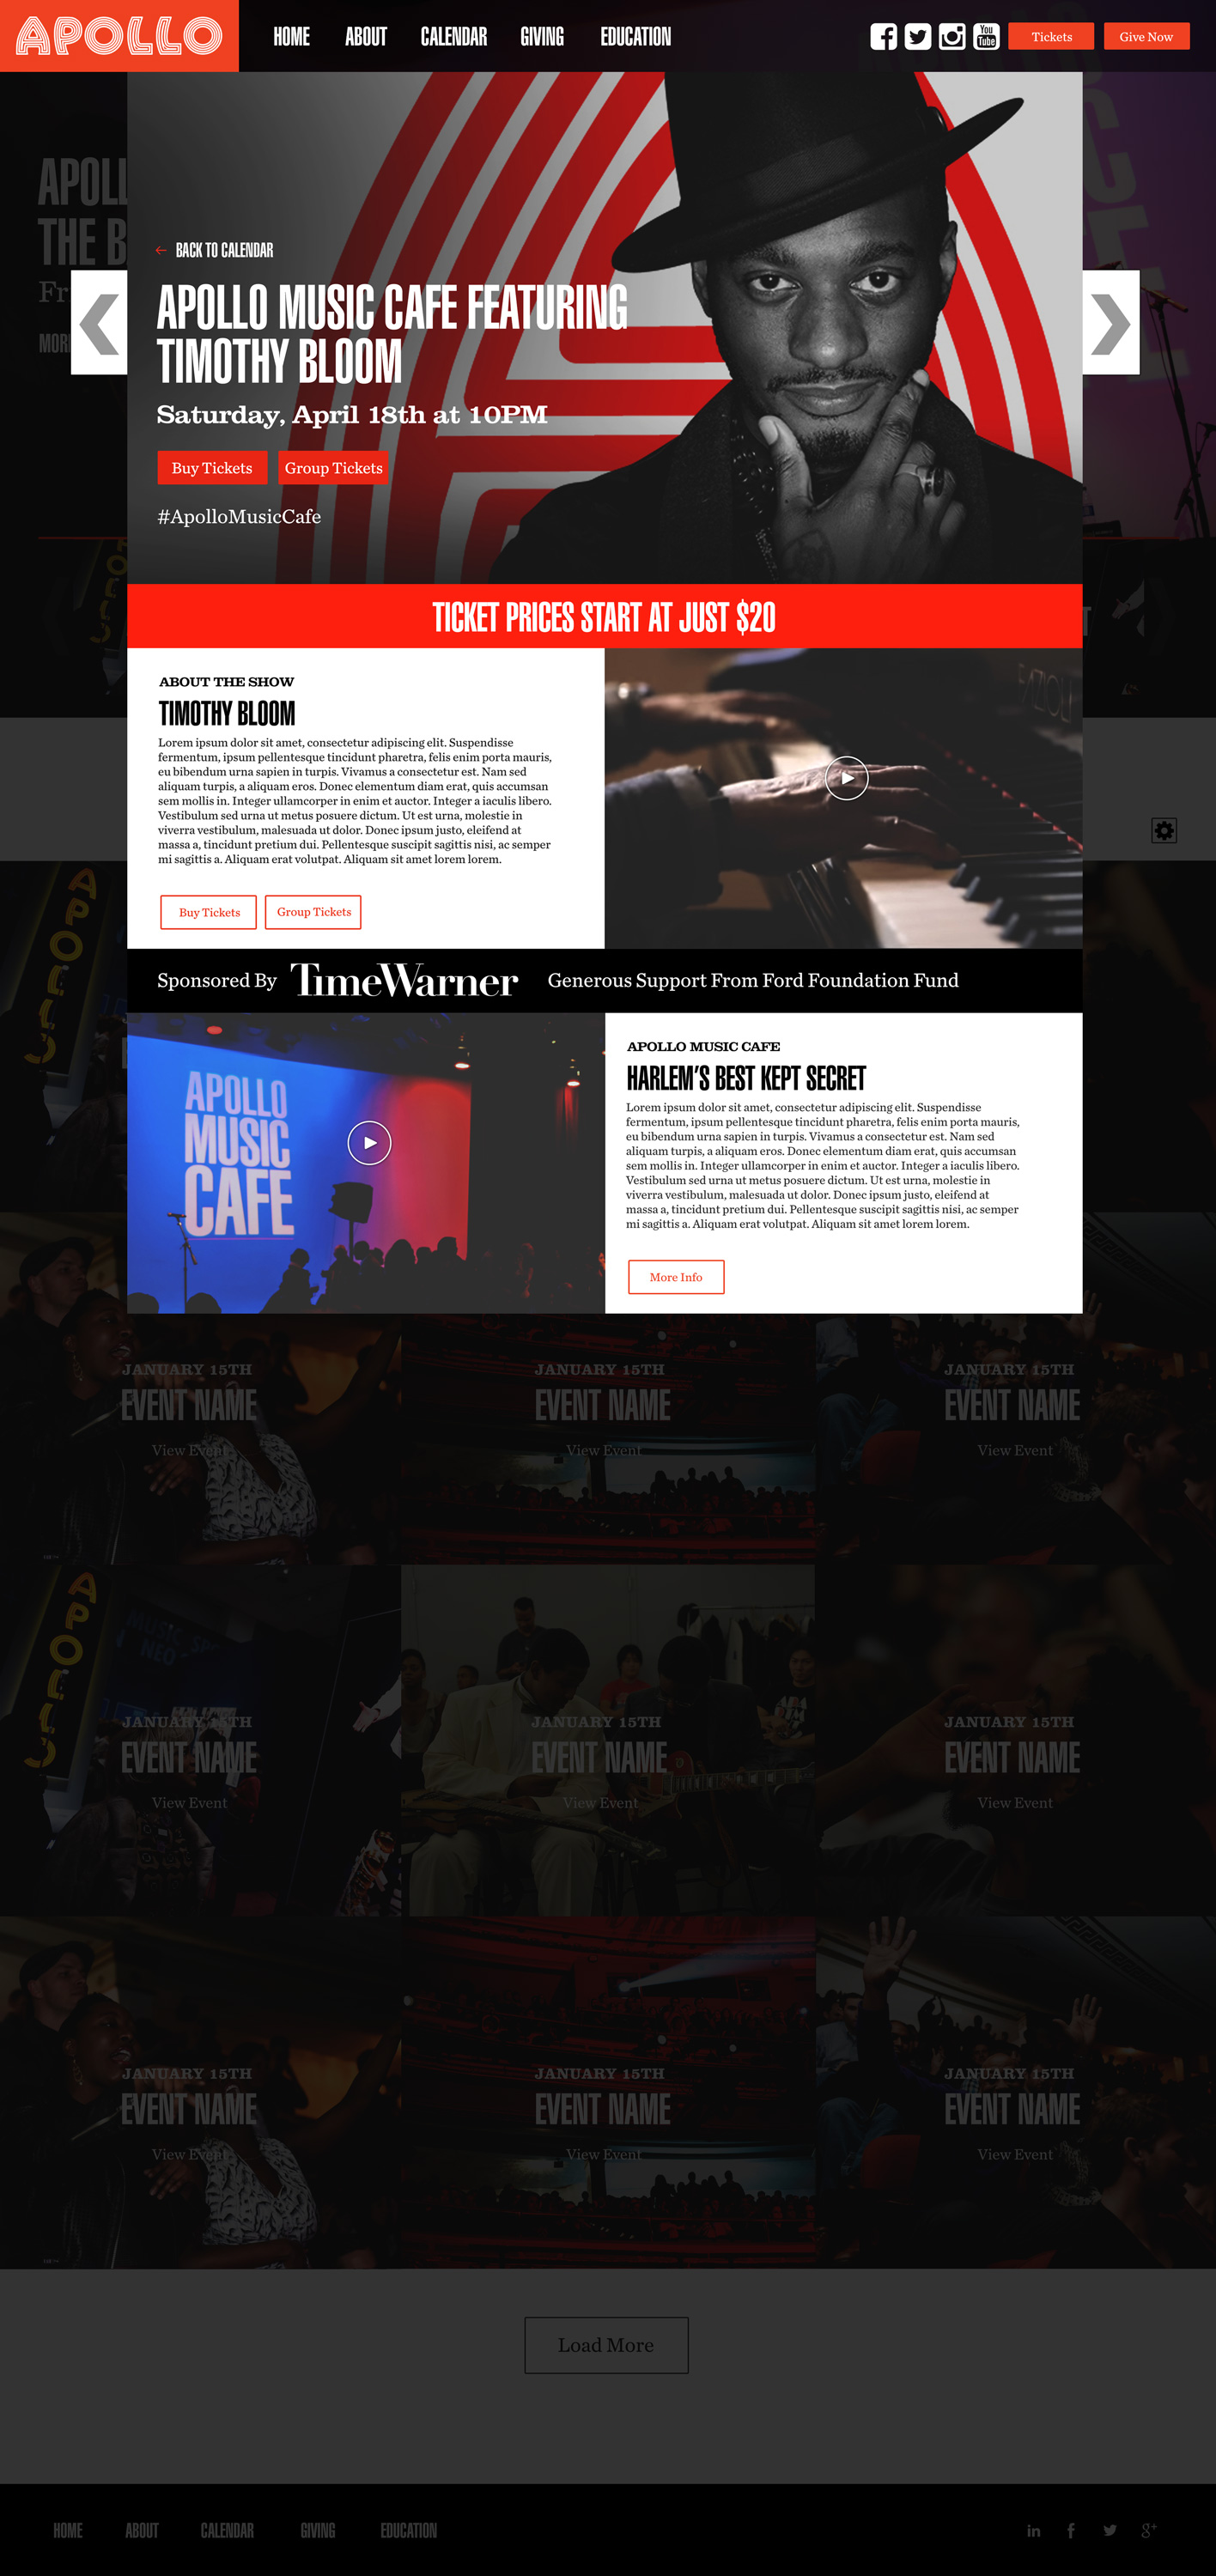 APOLLO
HOME ABOUT CALENDAR GIVING EDUCATION
You
Tube
Tickets Give Now
APOLL
THE B
Fr
MOR
BACK TO CALENDAR
APOLLO MUSIC CAFE FEATURING
TIMOTHY BLOOM
Saturday, April 18th at 10PM
Buy Tickets Group Tickets
#ApolloMusicCafe
TICKET PRICES START AT JUST $20
ABOUT THE SHOW
TIMOTHY BLOOM
Lorem ipsum dolor sit amet, consectetur adipiscing elit. Suspendisse
fermentum, ipsum pellentesque tincidunt pharetra, felis enim porta mauris,
eu bibendum urna sapien in turpis. Vivamus a consectetur est. Nam sed
aliquam turpis, a aliquam eros. Donec elementum diam erat, quis accumsan
sem mollis in. Integer ullamcorper in enim et auctor. Integer a iaculis libero.
Vestibulum sed urna ut metus posuere dictum. Ut est urna, molestie in
viverra vestibulum, malesuada ut dolor. Donec ipsum justo, eleifend at
massa a, tincidunt pretium dui. Pellentesque suscipit sagittis nisi, ac semper
mi sagittis a. Aliquam erat volutpat. Aliquam sit amet lorem lorem.
Buy Tickets Group Tickets
APOLLO
Sponsored By TimeWarner Generous Support From Ford Foundation Fund
APOLLO
MUSIC
CAFE
APOLLO MUSIC CAFE
HARLEM'S BEST KEPT SECRET
Lorem ipsum dolor sit amet, consectetur adipiscing elit. Suspendisse
fermentum, ipsum pellentesque tincidunt pharetra, felis enim porta mauris,
eu bibendum urna sapien in turpis. Vivamus a consectetur est. Nam sed
aliquam turpis, a aliquam eros. Donec elementum diam erat, quis accumsan
sem mollis in. Integer ullamcorper in enim et auctor. Integer a iaculis libero.
Vestibulum sed urna ut metus posuere dictum. Ut est urna, molestie in
viverra vestibulum, malesuada ut dolor. Donec ipsum justo, eleifend at
massa a, tincidunt pretium dui. Pellentesque suscipit sagittis nisi, ac semper
mi sagittis a. Aliquam erat volutpat. Aliquam sit amet lorem lorem.
More Info
JANUARY 15TH JANUARY 15TH JANUARY 15TH
EVENT NAME EVENT NAME EVENT NAME
View Event View Event View Event
APOLLO
JANUARY 15TH JANUARY 15TH JANUARY 15TH
EVENT NAME EVENT NAME EVENT NAME
View Event View Event View Event
JANUARY 15TH JANUARY 15TH JANUARY 15TH
EVENT NAME EVENT NAME EVENT NAME
View Event View Event View Event
Load More
HOME ABOUT CALENDAR GIVING EDUCATION
in f g+